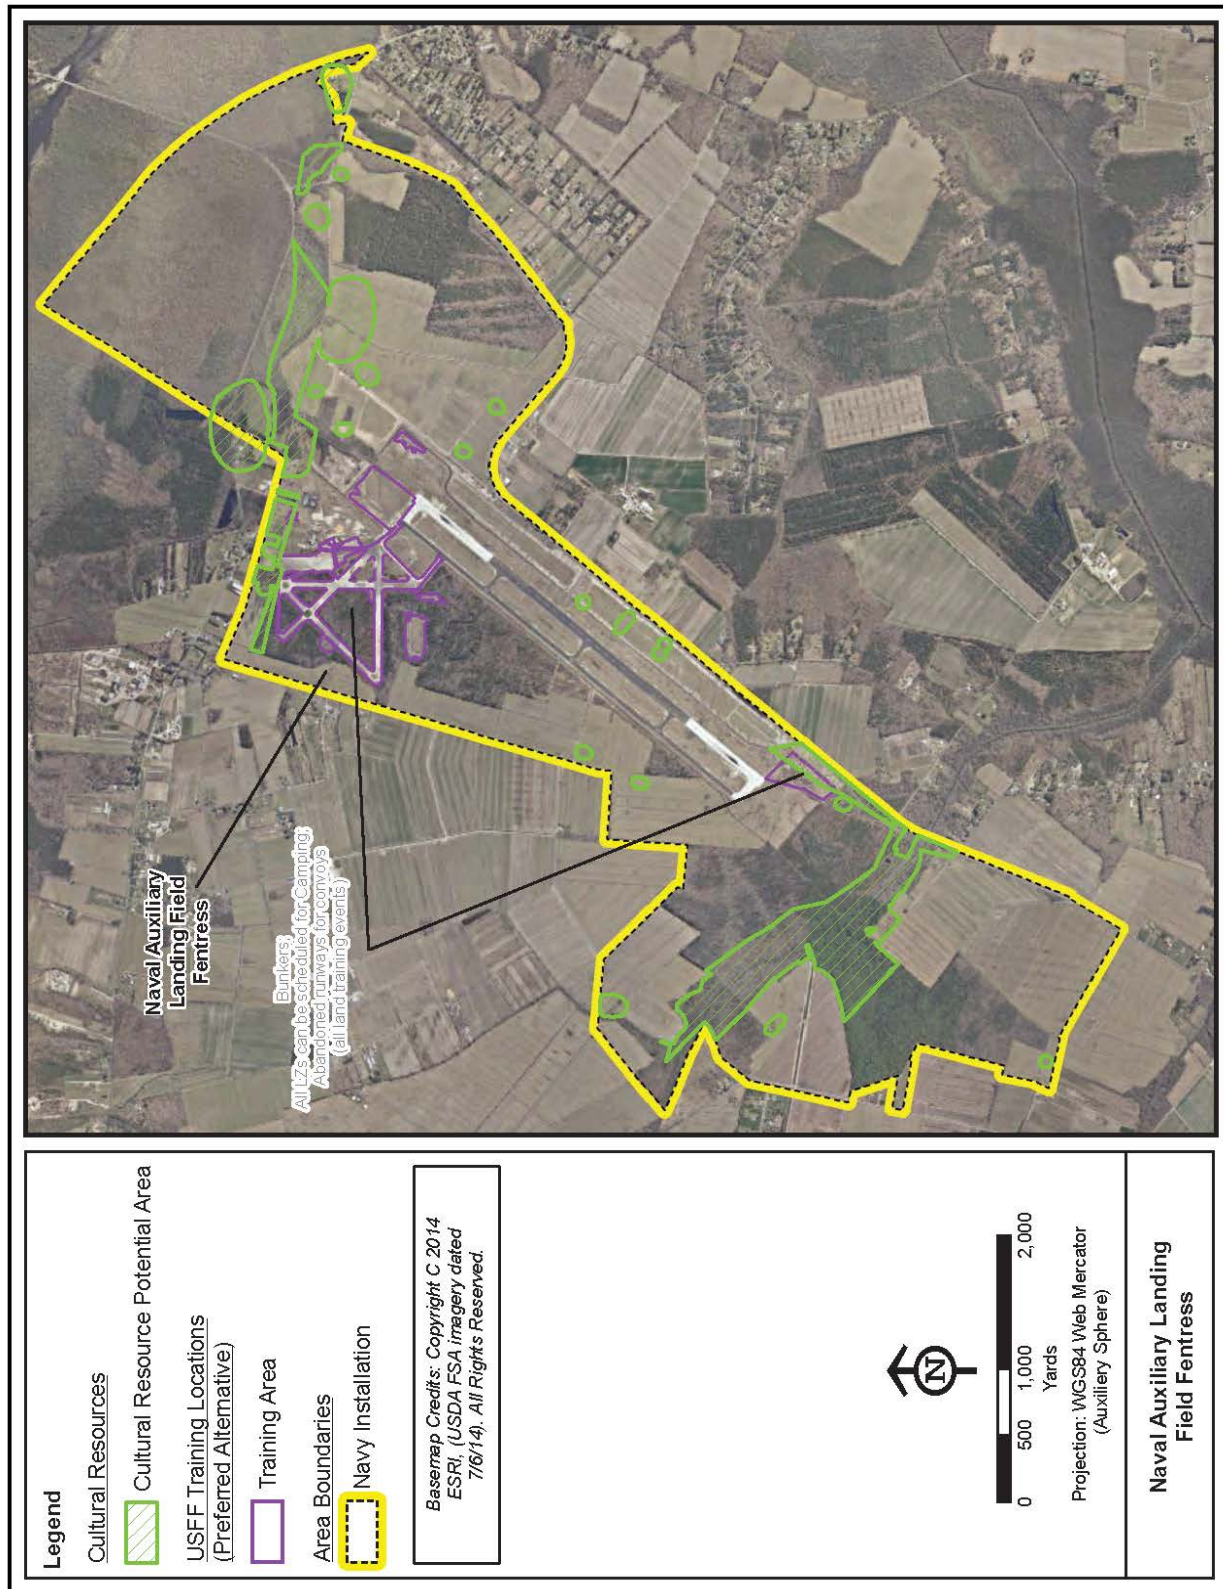 Legend
Cultural Resources
Cultural Resource Potential Area
USFF Training Locations
(Preferred Alternative)
Training Area
Area Boundaries
Navy Installation
Basemap Credits: Copyright C 2014
ESRI, (USDA FSA imagery dated
7/6/14). All Rights Reserved.
N
0 500 1,000 2,000
Yards
Projection: WGS84 Web Mercator
(Auxiliary Sphere)
Naval Auxiliary Landing
Field Fentress
Naval Auxiliary
Landing Field
Fentress
Bunkers;
All LZs can be scheduled for Camping;
Abandoned runways for convoys
(all land training events)